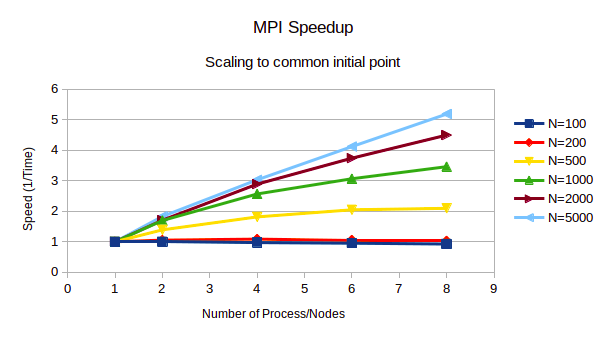 MPI Speedup
Scaling to common initial point
6
5
4
3
2
1
0
Speed (1/Time)
0 1 2 3 4 5 6 7 8 9
Number of Process/Nodes
N=100
N=200
N=500
N=1000
N=2000
N=5000